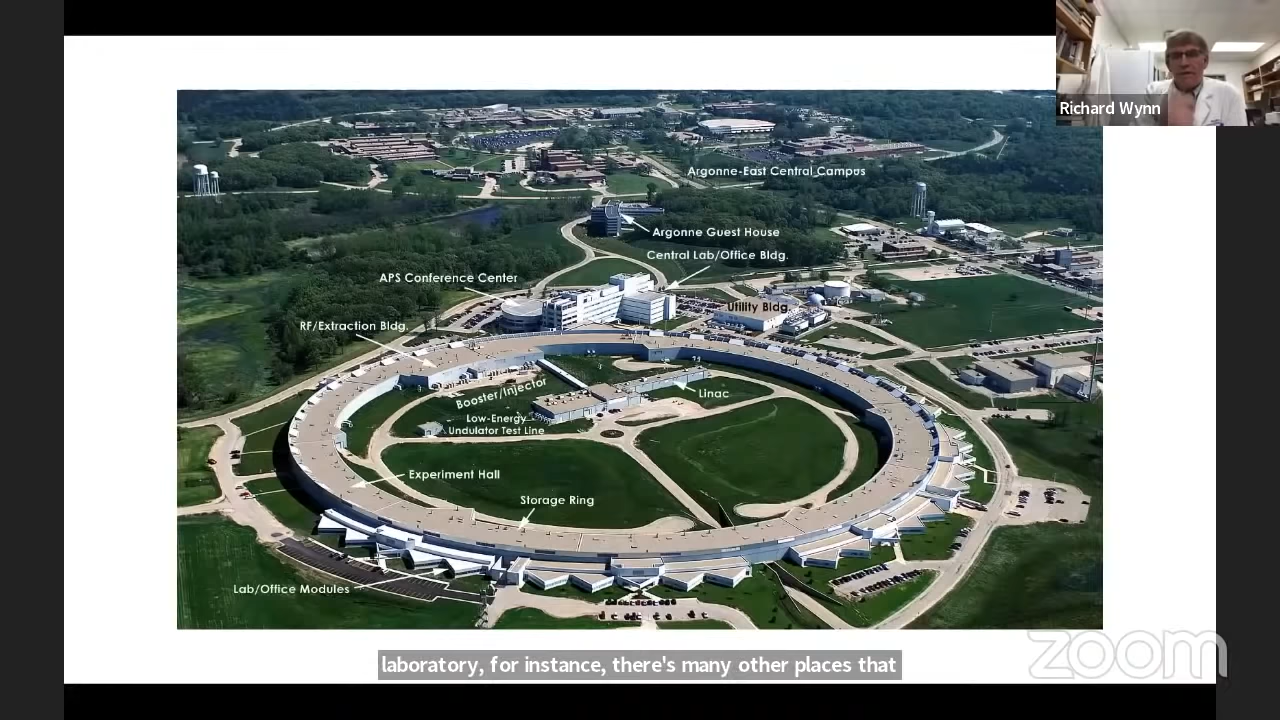 Richard Wynn
Argonne-East Central Campus
Argonne Guest House
Central Lab/Office Bldg.
APS Conference Center
Utility Bldg.
RF/Extraction Bldg.
Booster/Injector
Linac
Low-Energy
Undulator Test Line
Experiment Hall
Storage Ring
Lab/Office Modules
laboratory, for instance, there's many other places that
zoom